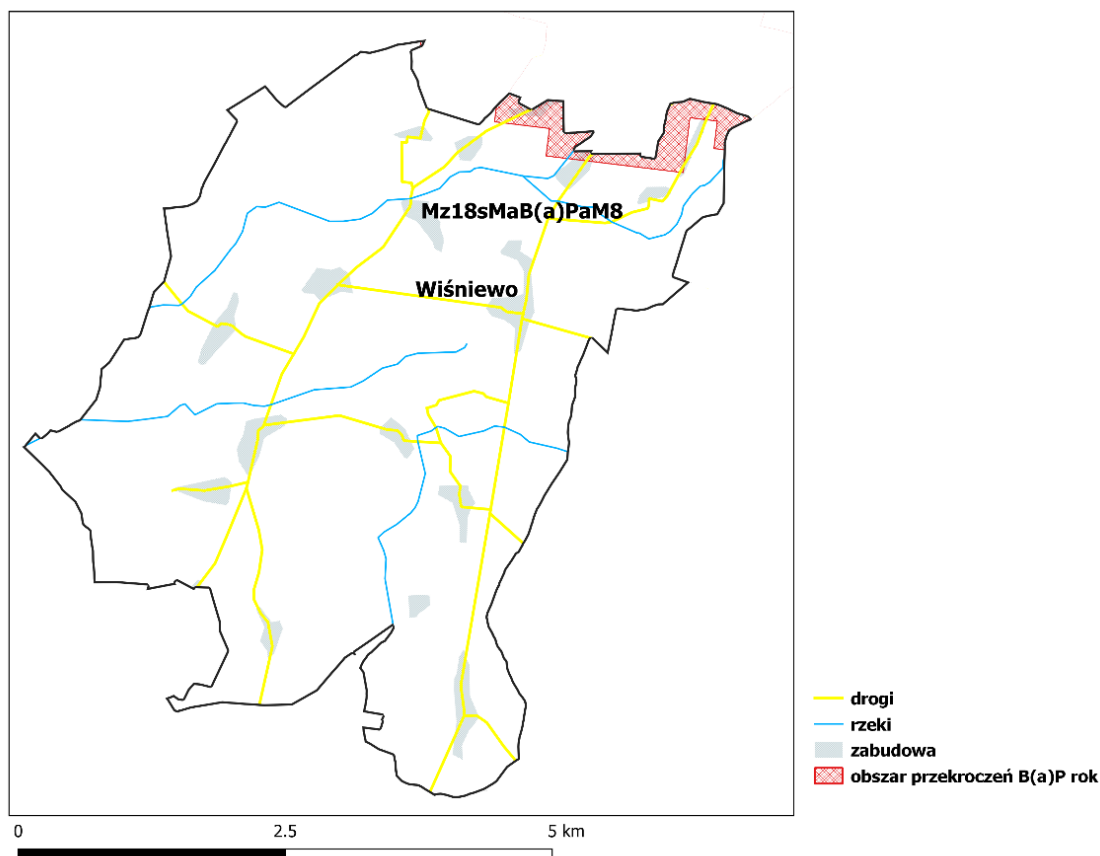 Mz18sMaB(a)PaM8
Wiśniewo
drogi
rzeki
zabudowa
obszar przekroczeń B(a)P rok
0 2.5 5 km